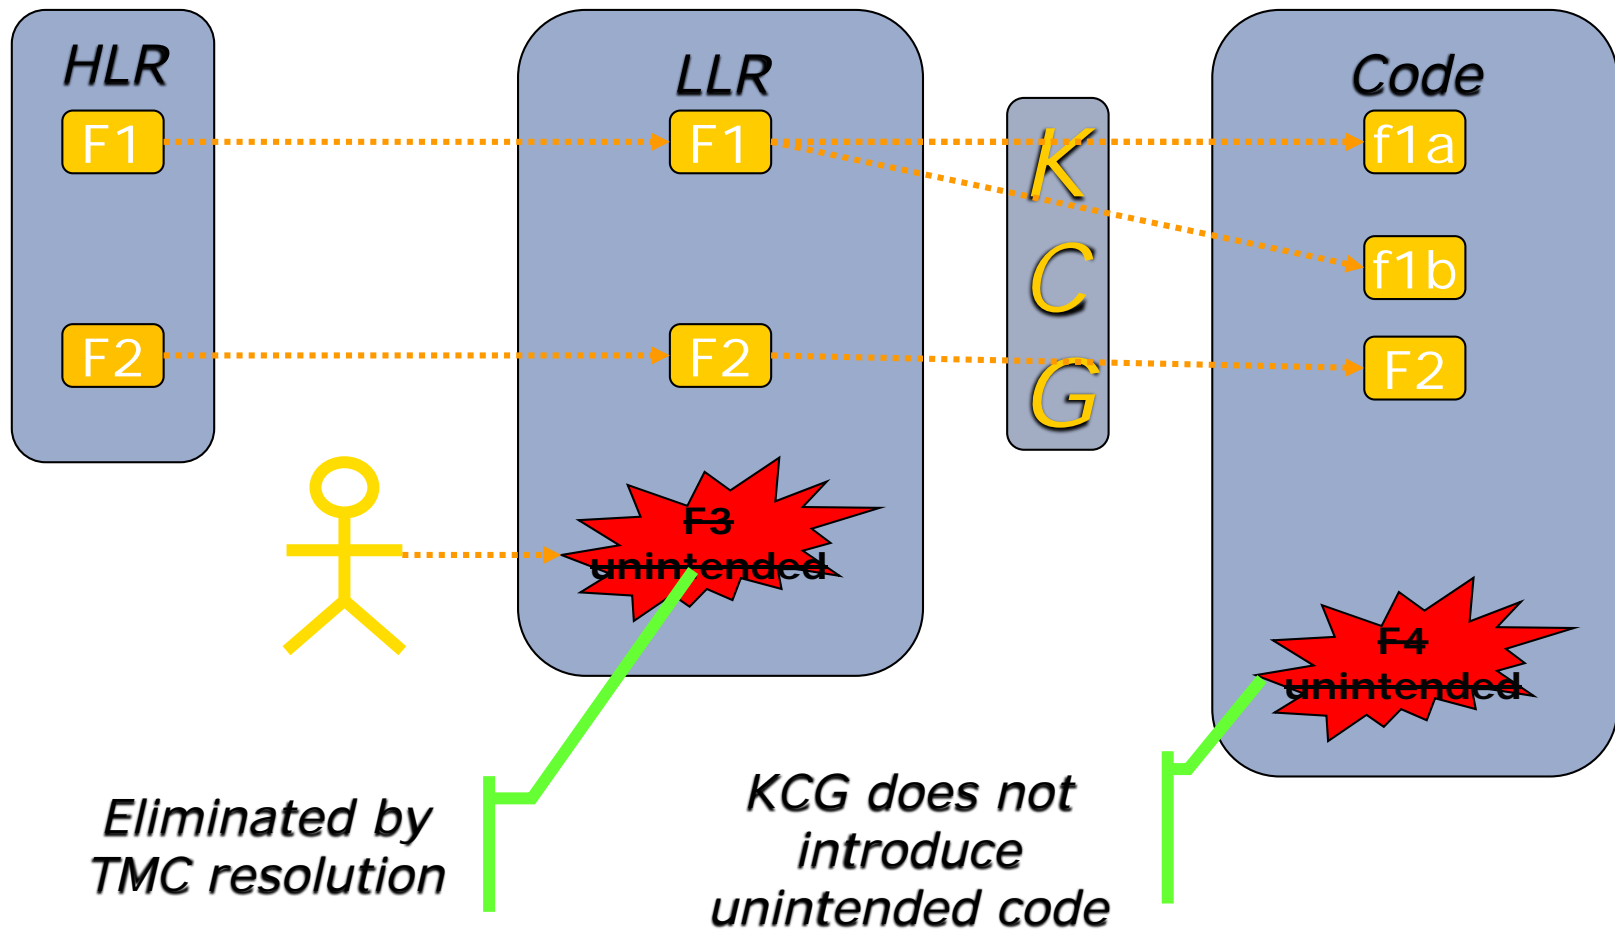 HLR
F1
F2
LLR
F1
F2
F3
unintended
K
C
G
Code
f1a
f1b
F2
F4
unintended
Eliminated by
TMC resolution
KCG does not
introduce
unintended code